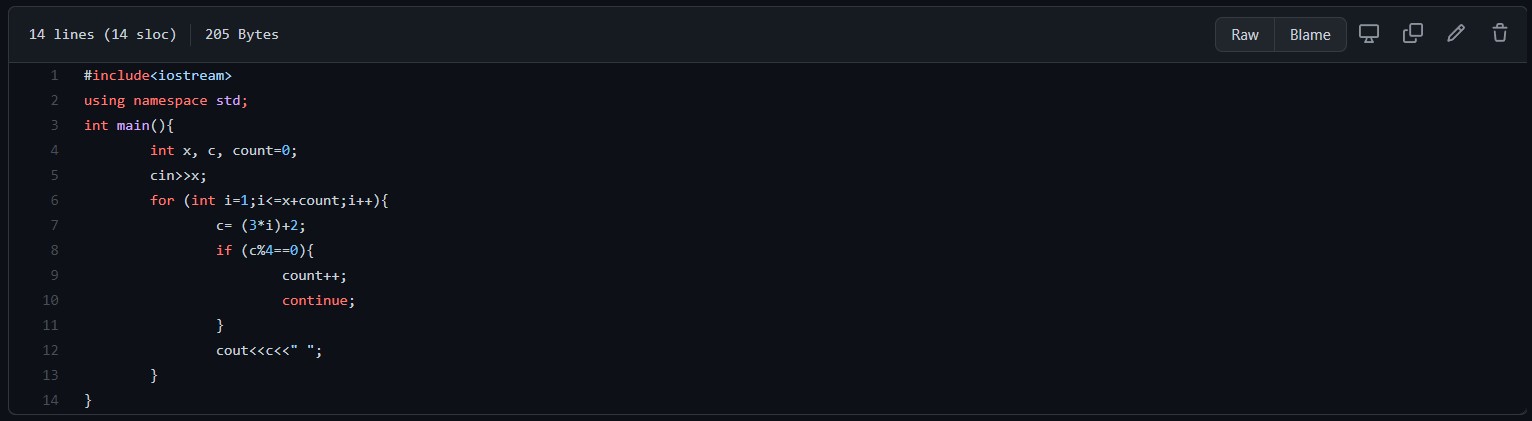 14 lines (14 sloc) 205 Bytes Raw Blame
1 #include<iostream>
2 using namespace std;
3 int main(){
4 int x, c, count=0;
5 cin>>x;
6 for (int i=1;i<=x+count;i++){
7 c= (3*i)+2;
8 if (c%4==0){
9 count++;
10 continue;
11 }
12 cout<<c<<" ";
13 }
14 }